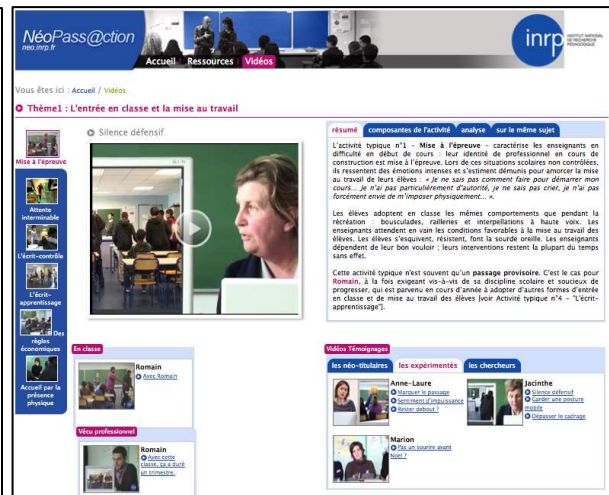 NéoPass@ction
neo.inrp.fr
Accueil Ressources Vidéos
inrp
INSTITUT NATIONAL
DE RECHERCHE
PÉDAGOGIQUE
Vous êtes ici : Accueil / Vidéos
Thème1 : L'entrée en classe et la mise au travail
Mise à l'épreuve
Attente
interminable
L'écrit-contrôle
L'écrit-
apprentissage
Des
règles
économiques
Accueil par la
présence
physique
Silence défensif
résumé composantes de l'activité analyse sur le même sujet
L'activité typique n°1 - Mise à l'épreuve - caractérise les enseignants en
difficulté en début de cours : leur identité de professionnel en cours de
construction est mise à l'épreuve. Lors de ces situations scolaires non contrôlées,
ils ressentent des émotions intenses et s'estiment démunis pour amorcer la mise
au travail de leurs élèves : « Je ne sais pas comment faire pour démarrer mon
cours... Je n'ai pas particulièrement d'autorité, je ne sais pas crier, je n'ai pas
forcément envie de m'imposer physiquement... ».
Les élèves adoptent en classe les mêmes comportements que pendant la
récréation : bousculades, railleries et interpellations à haute voix. Les
enseignants attendent en vain les conditions favorables à la mise au travail des
élèves. Les élèves s'esquivent, résistent, font la sourde oreille. Les enseignants
dépendent de leur bon vouloir ; leurs interventions restent la plupart du temps
sans effet.
Cette activité typique n'est souvent qu'un passage provisoire. C'est le cas pour
Romain, à la fois exigeant vis-à-vis de sa discipline scolaire et soucieux de
progresser, qui est parvenu en cours d'année à adopter d'autres formes d'entrée
en classe et de mise au travail des élèves [voir Activité typique n°4 - "L'écrit-
apprentissage"].
En classe
Romain
Avec Romain
Vécu professionnel
Romain
Avec cette
classe, ça a duré
un trimestre.
Vidéos Témoignages
les néo-titulaires les expérimentés les chercheurs
Anne-Laure
Marquer le passage
Sentiment d'impuissance
Rester debout ?
Jacinthe
Silence défensif
Garder une posture
mobile
Dépasser le cadrage
Marion
Pas un sourire avant
Noël ?